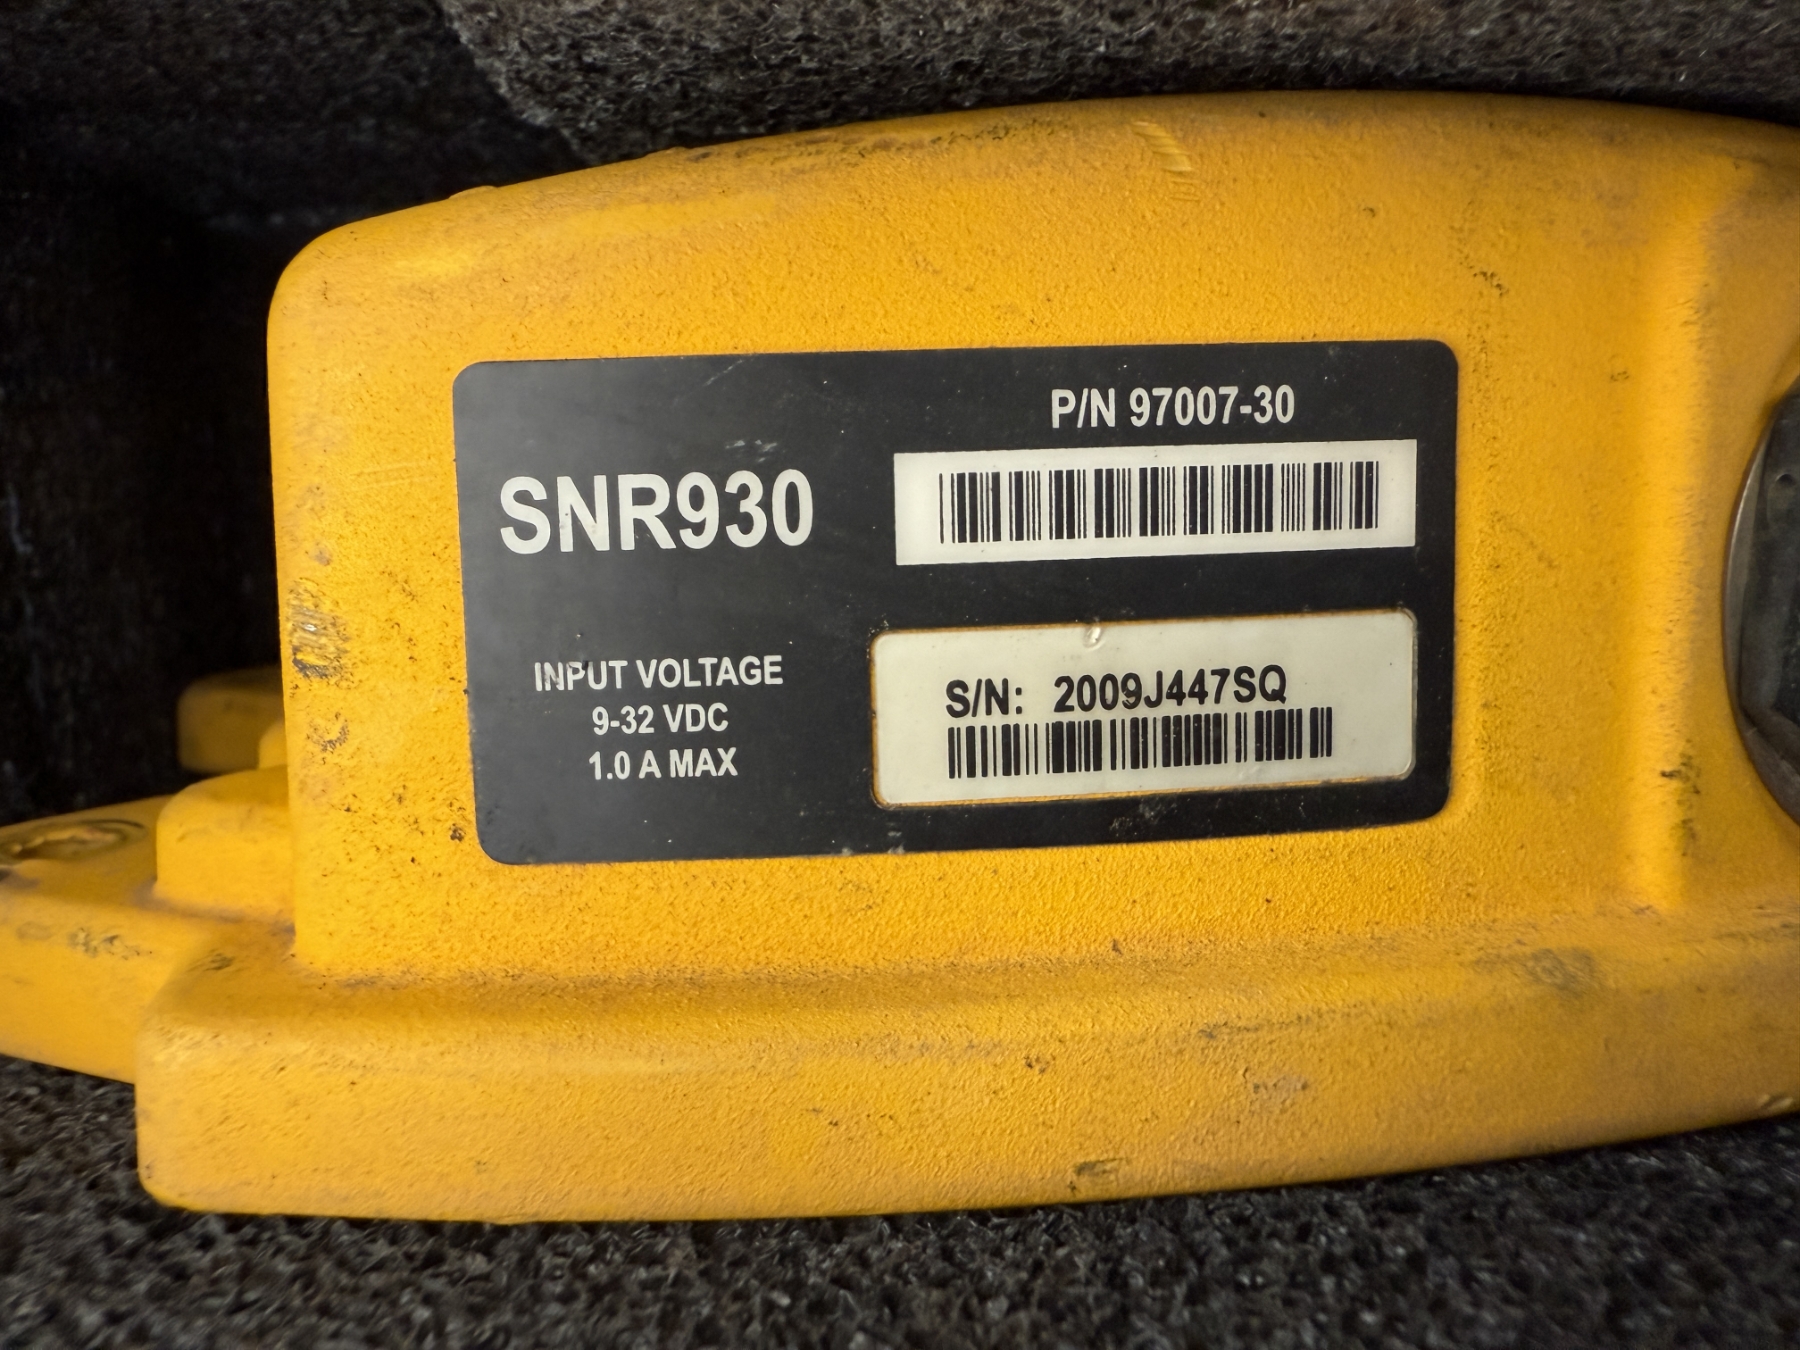 P/N 97007-30
SNR930
INPUT VOLTAGE
9-32 VDC
1.0 A MAX
S/N: 2009J447SQ